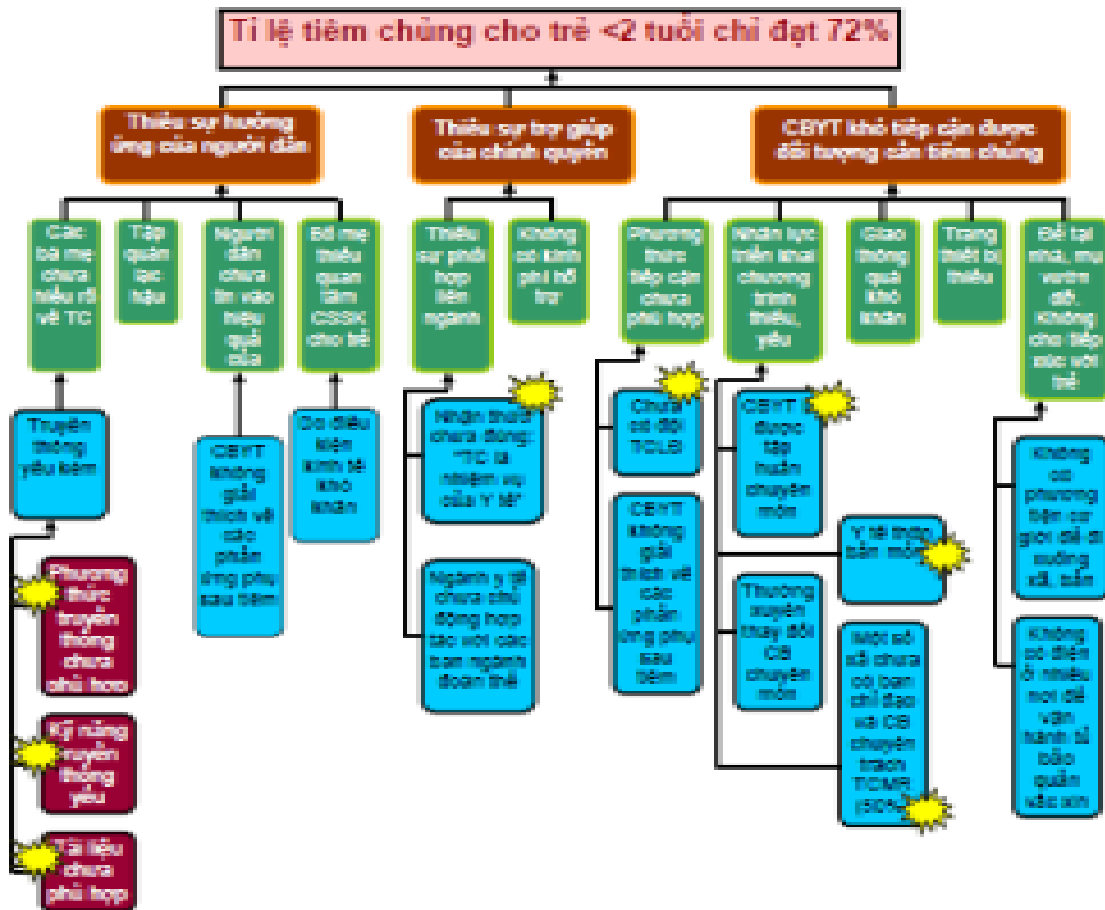 Tỉ lệ tiêm chủng cho trẻ <2 tuổi chỉ đạt 72%
Thiếu sự hưởng
ứng của người dân
Thiếu sự trợ giúp
của chính quyền
CBYT khó tiếp cận được
đối tượng cần tiêm chủng
Các
bà mẹ
chưa
hiểu rõ
về TC
Tập
quán
lạc
hậu
Người
dân
chưa
tin vào
hiệu
quả của
Bố mẹ
thiếu
quan
tâm
CSSK
cho trẻ
Thiếu
sự phối
hợp
liên
ngành
Không
có kinh
phí hỗ
trợ
Phương
thức
tiếp cận
chưa
phù hợp
Nhân lực
triển khai
chương
trình
thiếu,
yếu
Giao
thông
quá
khó
khăn
Trang
thiết bị
thiếu
Đẻ tại
nhà, mụ
vườn
đỡ.
Không
cho tiếp
xúc với
trẻ
Truyền
thông
yếu kém
CBYT
không
giải
thích về
các
phản
ứng phụ
sau tiêm
Do điều
kiện
kinh tế
khó
khăn
Nhận thức
chưa đúng:
"TC là
nhiệm vụ
của Y tế"
Ngành y tế
chưa chủ
động hợp
tác với các
ban ngành
đoàn thể
Chưa
có đội
TCLĐ
CBYT
không
giải
thích về
các
phản
ứng phụ
sau
tiêm
CBYT
được
tập
huấn
chuyên
môn
Thường
xuyên
thay đổi
CB
chuyên
môn
Y tế thôn
bản mỏng
Một số
xã chưa
có ban
chỉ đạo
và CB
chuyên
trách
TCMR
(50%
Không
có
phương
tiện cơ
giới để đi
xuống
xã, bản
Không
có điện
ở nhiều
nơi để
vận
hành tủ
bảo
quản
vắc xin
Phương
thức
truyền
thông
chưa
phù hợp
Kỹ năng
truyền
thông
yếu
Tài liệu
chưa
phù hợp